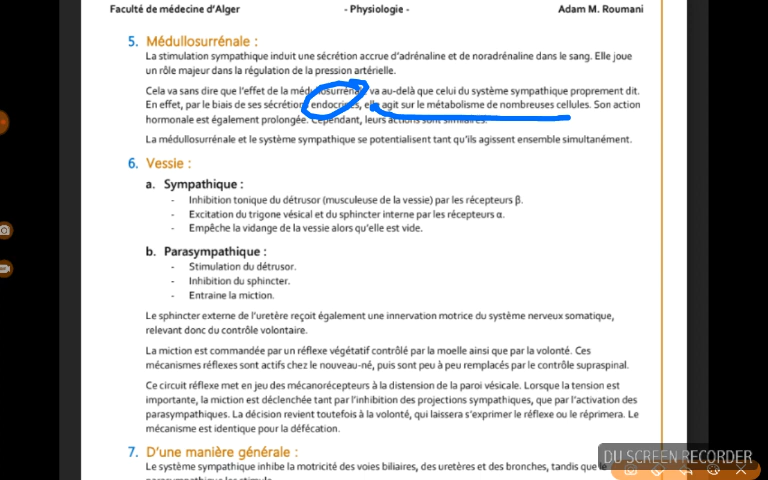 Faculté de médecine d'Alger - Physiologie - Adam M. Roumani
5. Médullosurrénale :
La stimulation sympathique induit une sécrétion accrue d'adrénaline et de noradrénaline dans le sang. Elle joue
un rôle majeur dans la régulation de la pression artérielle.
Cela va sans dire que l'effet de la médullosurrénale va au-delà que celui du système sympathique proprement dit.
En effet, par le biais de ses sécrétions endocrines, elle agit sur le métabolisme de nombreuses cellules. Son action
hormonale est également prolongée. Cependant, leurs actions sont similaires.
La médullosurrénale et le système sympathique se potentialisent tant qu'ils agissent ensemble simultanément.
6. Vessie :
a. Sympathique :
- Inhibition tonique du détrusor (musculeuse de la vessie) par les récepteurs β.
- Excitation du trigone vésical et du sphincter interne par les récepteurs α.
- Empêche la vidange de la vessie alors qu'elle est vide.
b. Parasympathique :
- Stimulation du détrusor.
- Inhibition du sphincter.
- Entraine la miction.
Le sphincter externe de l'uretère reçoit également une innervation motrice du système nerveux somatique,
relevant donc du contrôle volontaire.
La miction est commandée par un réflexe végétatif contrôlé par la moelle ainsi que par la volonté. Ces
mécanismes réflexes sont actifs chez le nouveau-né, puis sont peu à peu remplacés par le contrôle supraspinal.
Ce circuit réflexe met en jeu des mécanorécepteurs à la distension de la paroi vésicale. Lorsque la tension est
importante, la miction est déclenchée tant par l'inhibition des projections sympathiques, que par l'activation des
parasympathiques. La décision revient toutefois à la volonté, qui laissera s'exprimer le réflexe ou le réprimera. Le
mécanisme est identique pour la défécation.
7. D'une manière générale :
Le système sympathique inhibe la motricité des voies biliaires, des uretères et des bronches, tandis que le
DU SCREEN RECORDER